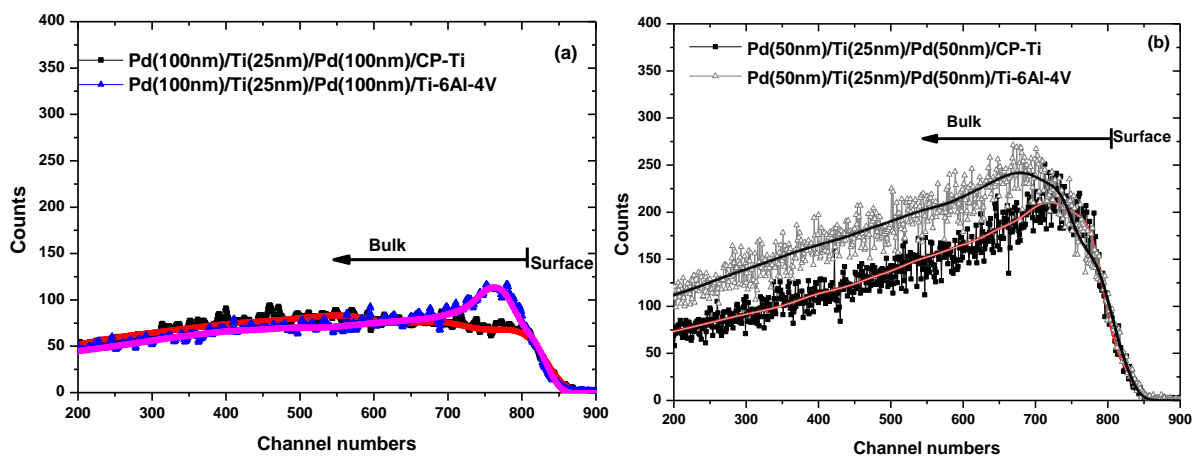 (a)
Pd(100nm)/Ti(25nm)/Pd(100nm)/CP-Ti
Pd(100nm)/Ti(25nm)/Pd(100nm)/Ti-6Al-4V
Bulk
Surface
Counts
400
350
300
250
200
150
100
50
0
200 300 400 500 600 700 800 900
Channel numbers
(b)
Pd(50nm)/Ti(25nm)/Pd(50nm)/CP-Ti
Pd(50nm)/Ti(25nm)/Pd(50nm)/Ti-6Al-4V
Bulk
Surface
Counts
400
350
300
250
200
150
100
50
0
200 300 400 500 600 700 800 900
Channel numbers